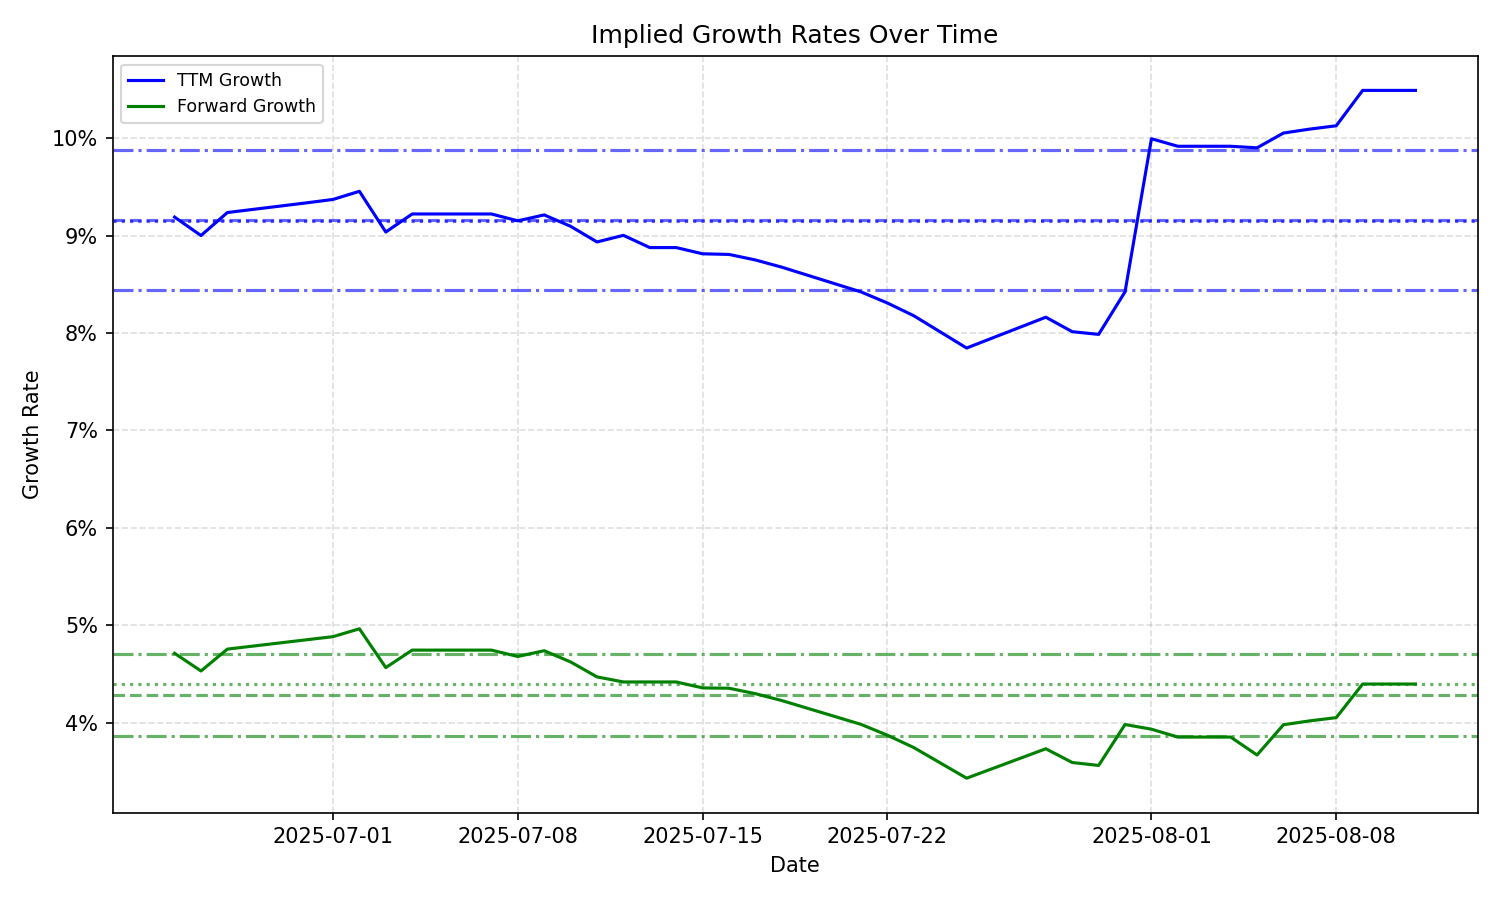 Implied Growth Rates Over Time
TTM Growth
Forward Growth
10%
9%
8%
7%
6%
5%
4%
Growth Rate
2025-07-01
2025-07-08
2025-07-15
2025-07-22
2025-08-01
2025-08-08
Date